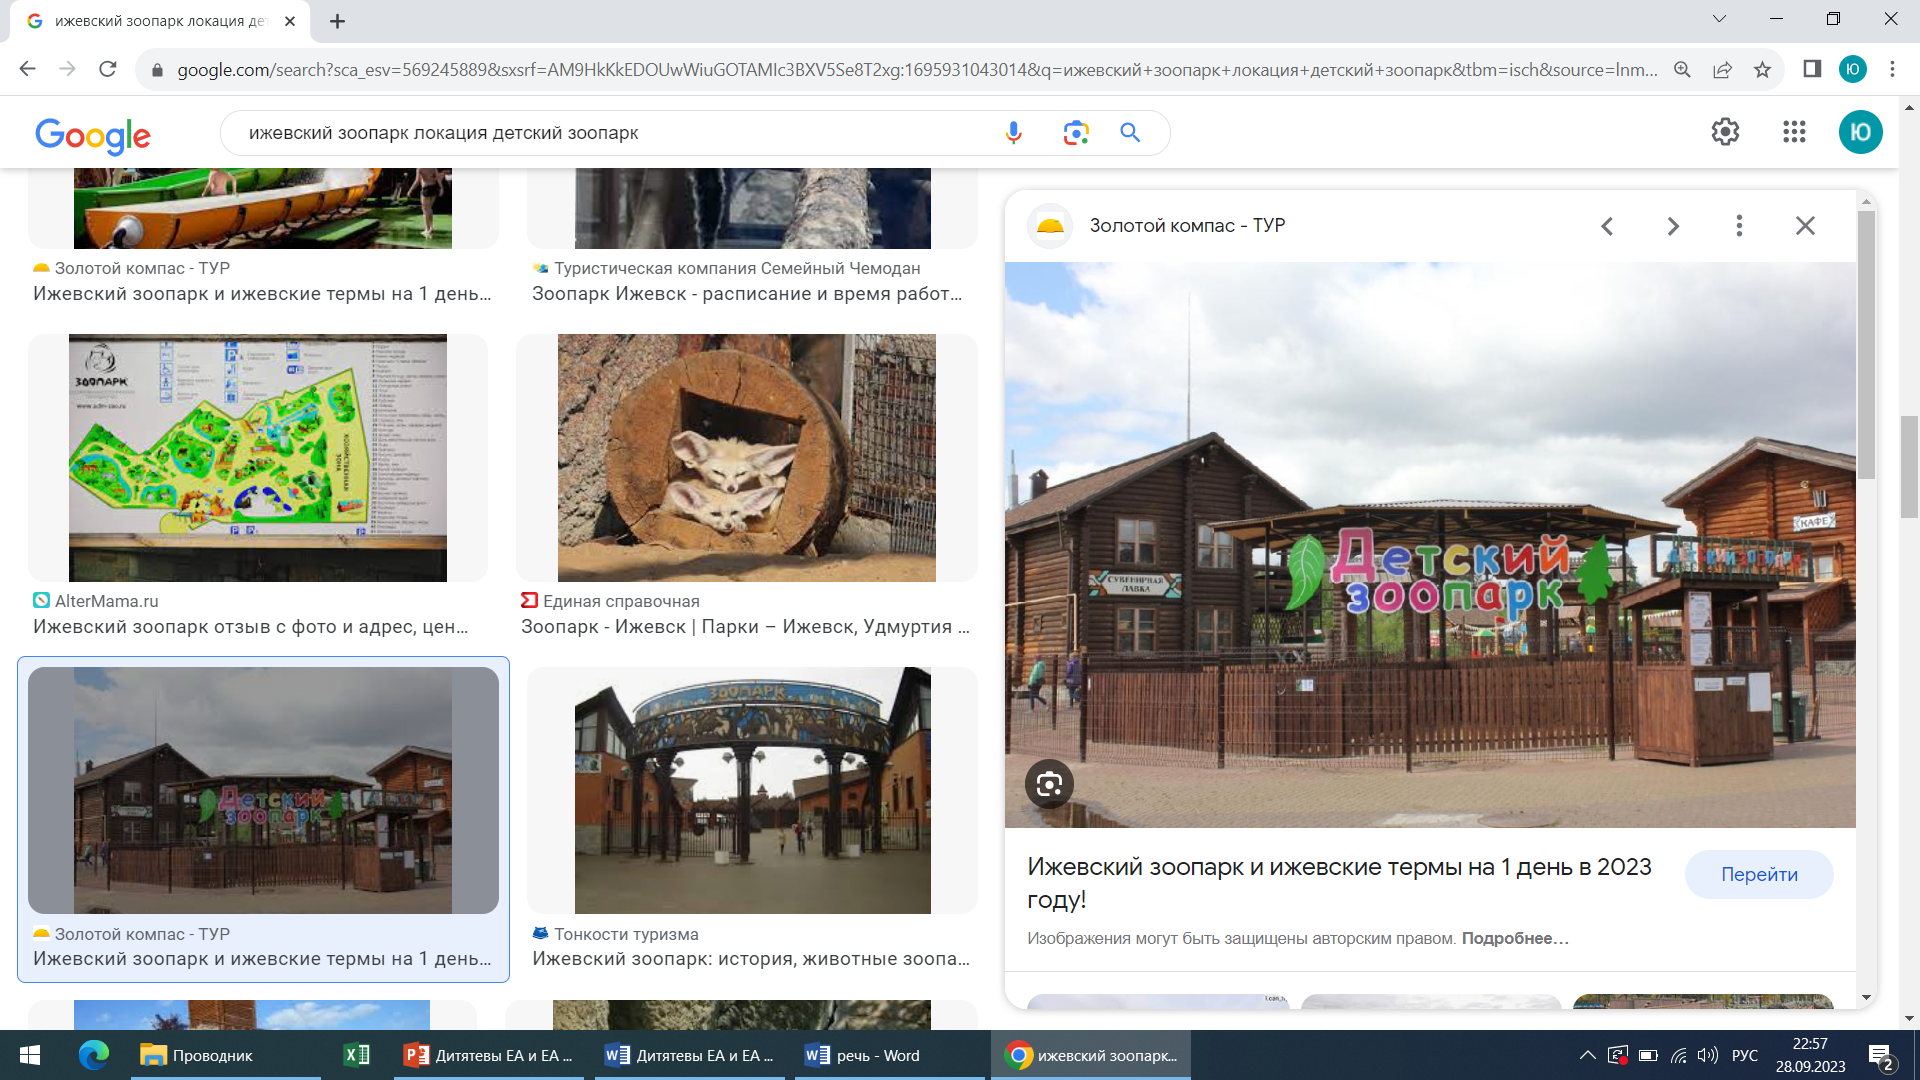 ижевский зоопарк локация дет
google.com/search?sca_esv=569245889&sxsrf=AM9HkKkEDOUwWiuGOTAMIc3BXV5Se8T2xg:1695931043014&q=ижевский+зоопарк+локация+детский+зоопарк&tbm=isch&source=lnm...
Ю
Google
ижевский зоопарк локация детский зоопарк
Ю
Золотой компас - ТУР
Ижевский зоопарк и ижевские термы на 1 день...
Туристическая компания Семейный Чемодан
Зоопарк Ижевск - расписание и время работ...
ЗООПАРК
ХОЗЯЙСТВЕННАЯ ЗОНА
AlterMama.ru
Ижевский зоопарк отзыв с фото и адрес, цен...
Единая справочная
Зоопарк - Ижевск | Парки – Ижевск, Удмуртия ...
Детский
зоопарк
Золотой компас - ТУР
Ижевский зоопарк и ижевские термы на 1 день...
ЗООПАРК
Тонкости туризма
Ижевский зоопарк: история, животные зоопа...
Золотой компас - ТУР
КАФЕ
СУВЕНИРНАЯ
ЛАВКА
Детский
зоопарк
ДЕТСКИЙ ЗООПАРК
Ижевский зоопарк и ижевские термы на 1 день в 2023
году!
Перейти
Изображения могут быть защищены авторским правом. Подробнее...
Проводник
Дитятевы ЕА и ЕА ...
Дитятевы ЕА и ЕА ...
речь - Word
ижевский зоопарк...
РУС
22:57
28.09.2023
2